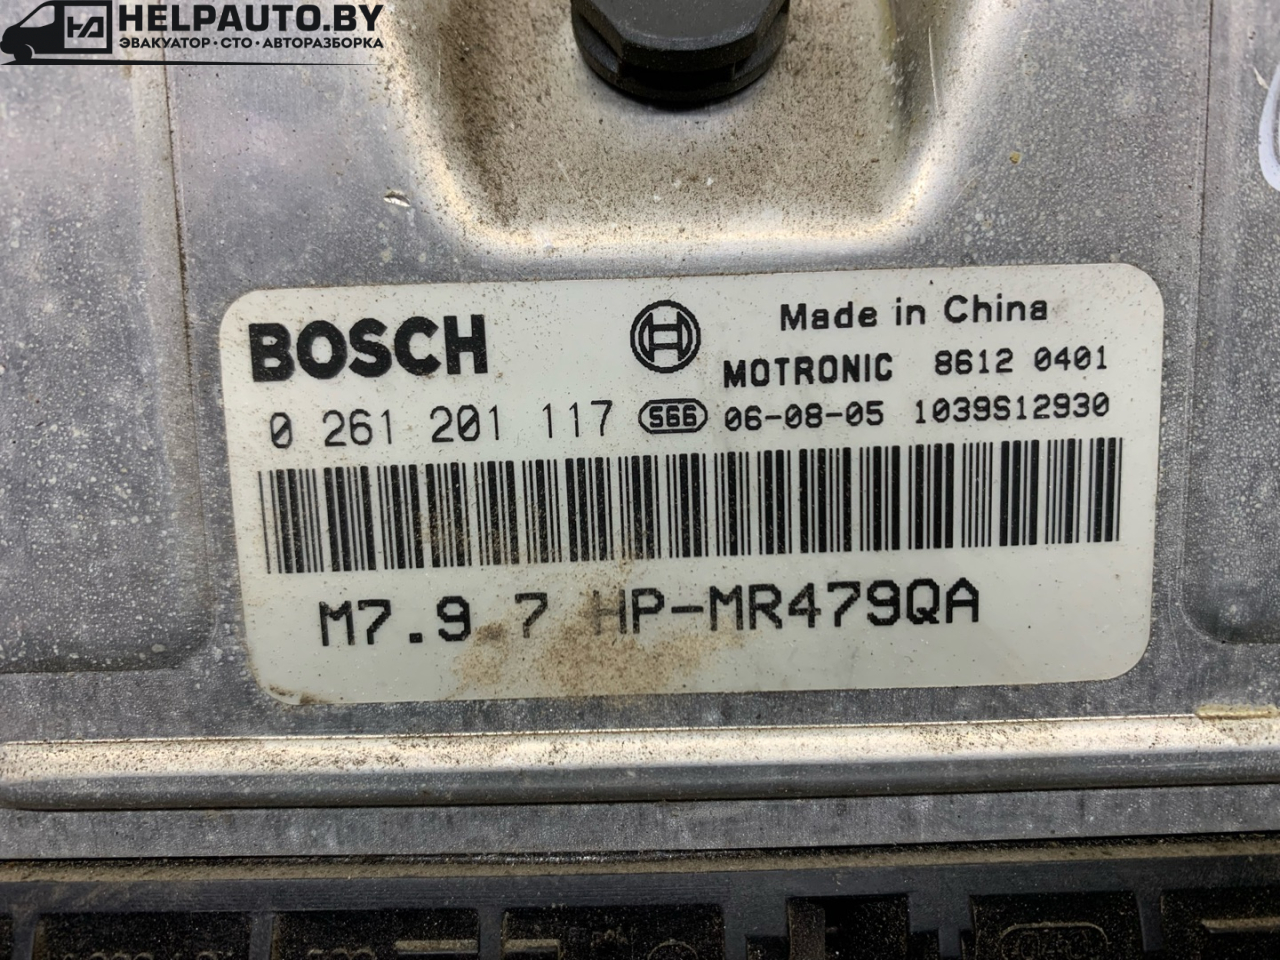 HELPAUTO.BY
ЭВАКУАТОР · СТО · АВТОРАЗБОРКА
BOSCH
Made in China
MOTRONIC 8612 0401
0 261 201 117 S66 06-08-05 1039S12930
M7.9 7 HP-MR479QA